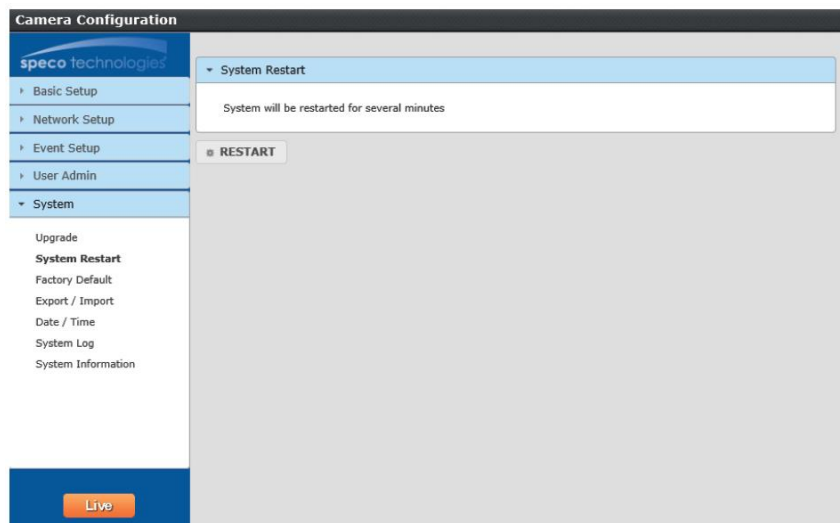 Camera Configuration
speco technologies
Basic Setup
Network Setup
Event Setup
User Admin
System
Upgrade
System Restart
Factory Default
Export / Import
Date / Time
System Log
System Information
Live
System Restart
System will be restarted for several minutes
RESTART